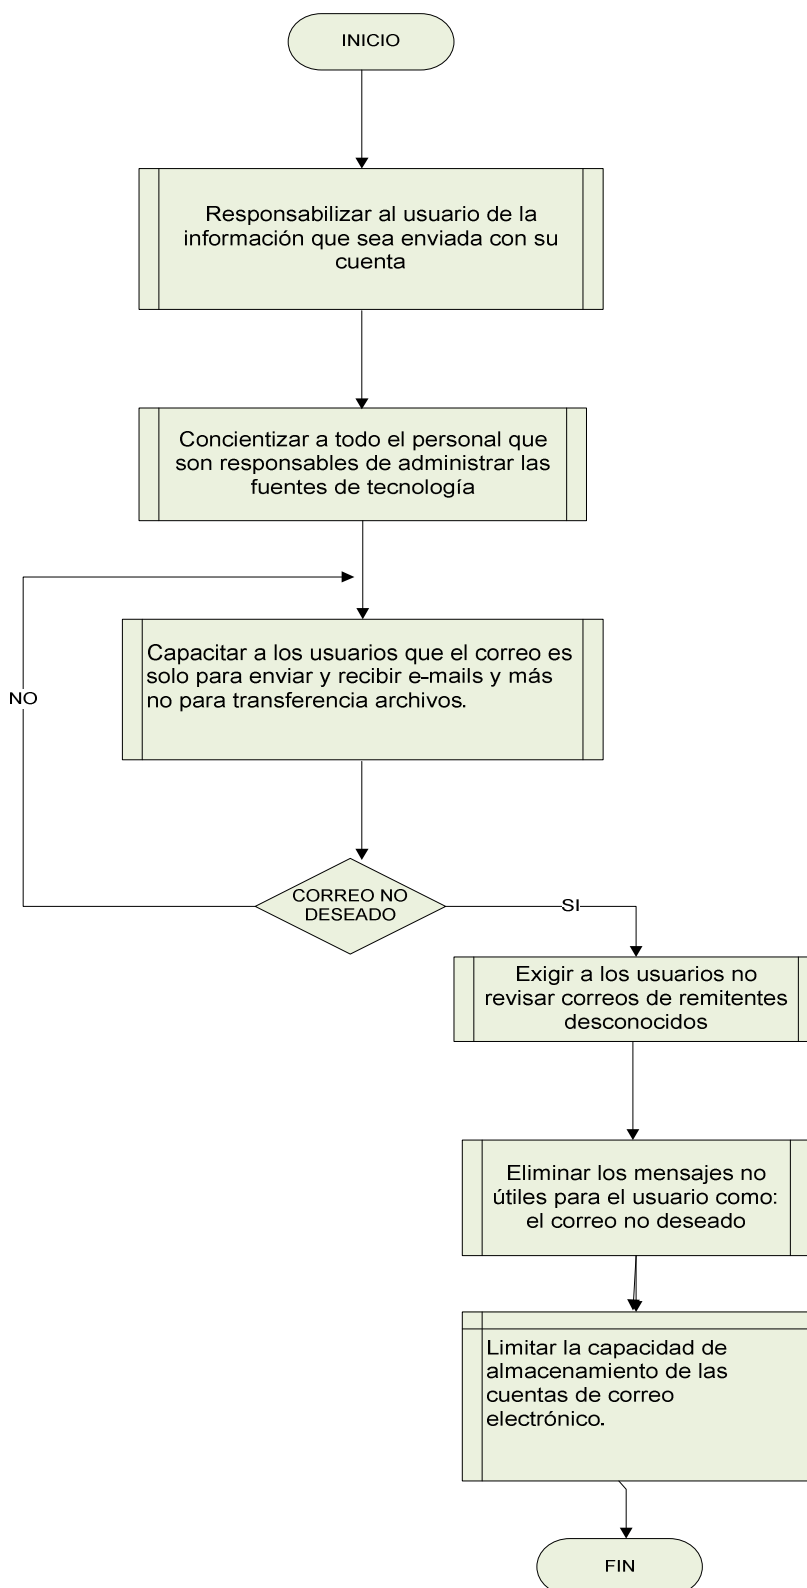 INICIO
Responsabilizar al usuario de la
información que sea enviada con su
cuenta
Concientizar a todo el personal que
son responsables de administrar las
fuentes de tecnología
Capacitar a los usuarios que el correo es
solo para enviar y recibir e-mails y más
no para transferencia archivos.
NO
CORREO NO
DESEADO
SI
Exigir a los usuarios no
revisar correos de remitentes
desconocidos
Eliminar los mensajes no
útiles para el usuario como:
el correo no deseado
Limitar la capacidad de
almacenamiento de las
cuentas de correo
electrónico.
FIN